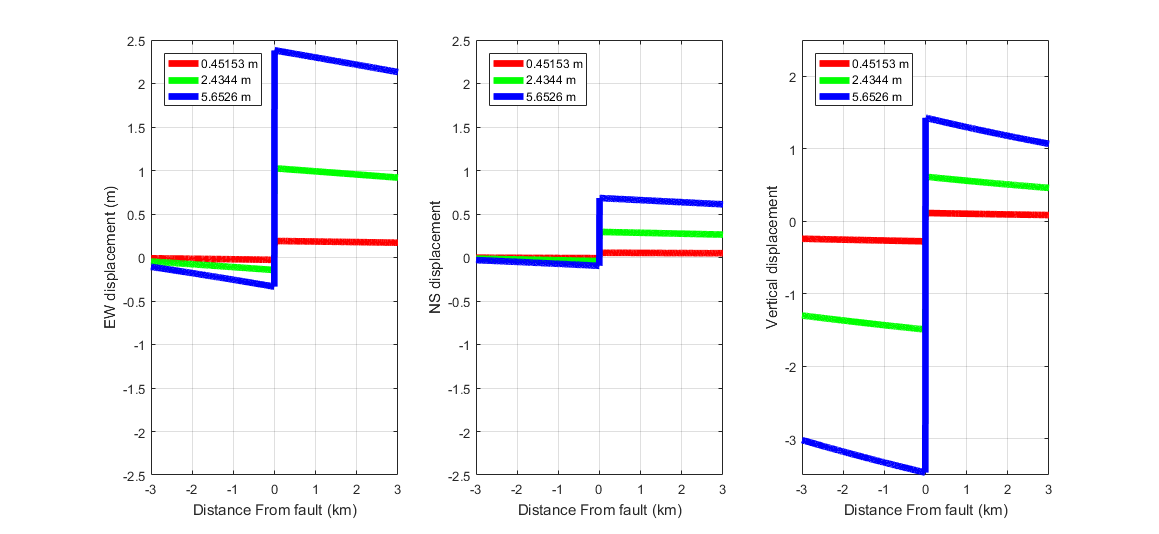 EW displacement (m)
2.5
2
1.5
1
0.5
0
-0.5
-1
-1.5
-2
-2.5
0.45153 m
2.4344 m
5.6526 m
-3 -2 -1 0 1 2 3
Distance From fault (km)
NS displacement
2.5
2
1.5
1
0.5
0
-0.5
-1
-1.5
-2
-2.5
0.45153 m
2.4344 m
5.6526 m
-3 -2 -1 0 1 2 3
Distance From fault (km)
Vertical displacement
2
1
0
-1
-2
-3
0.45153 m
2.4344 m
5.6526 m
-3 -2 -1 0 1 2 3
Distance From fault (km)